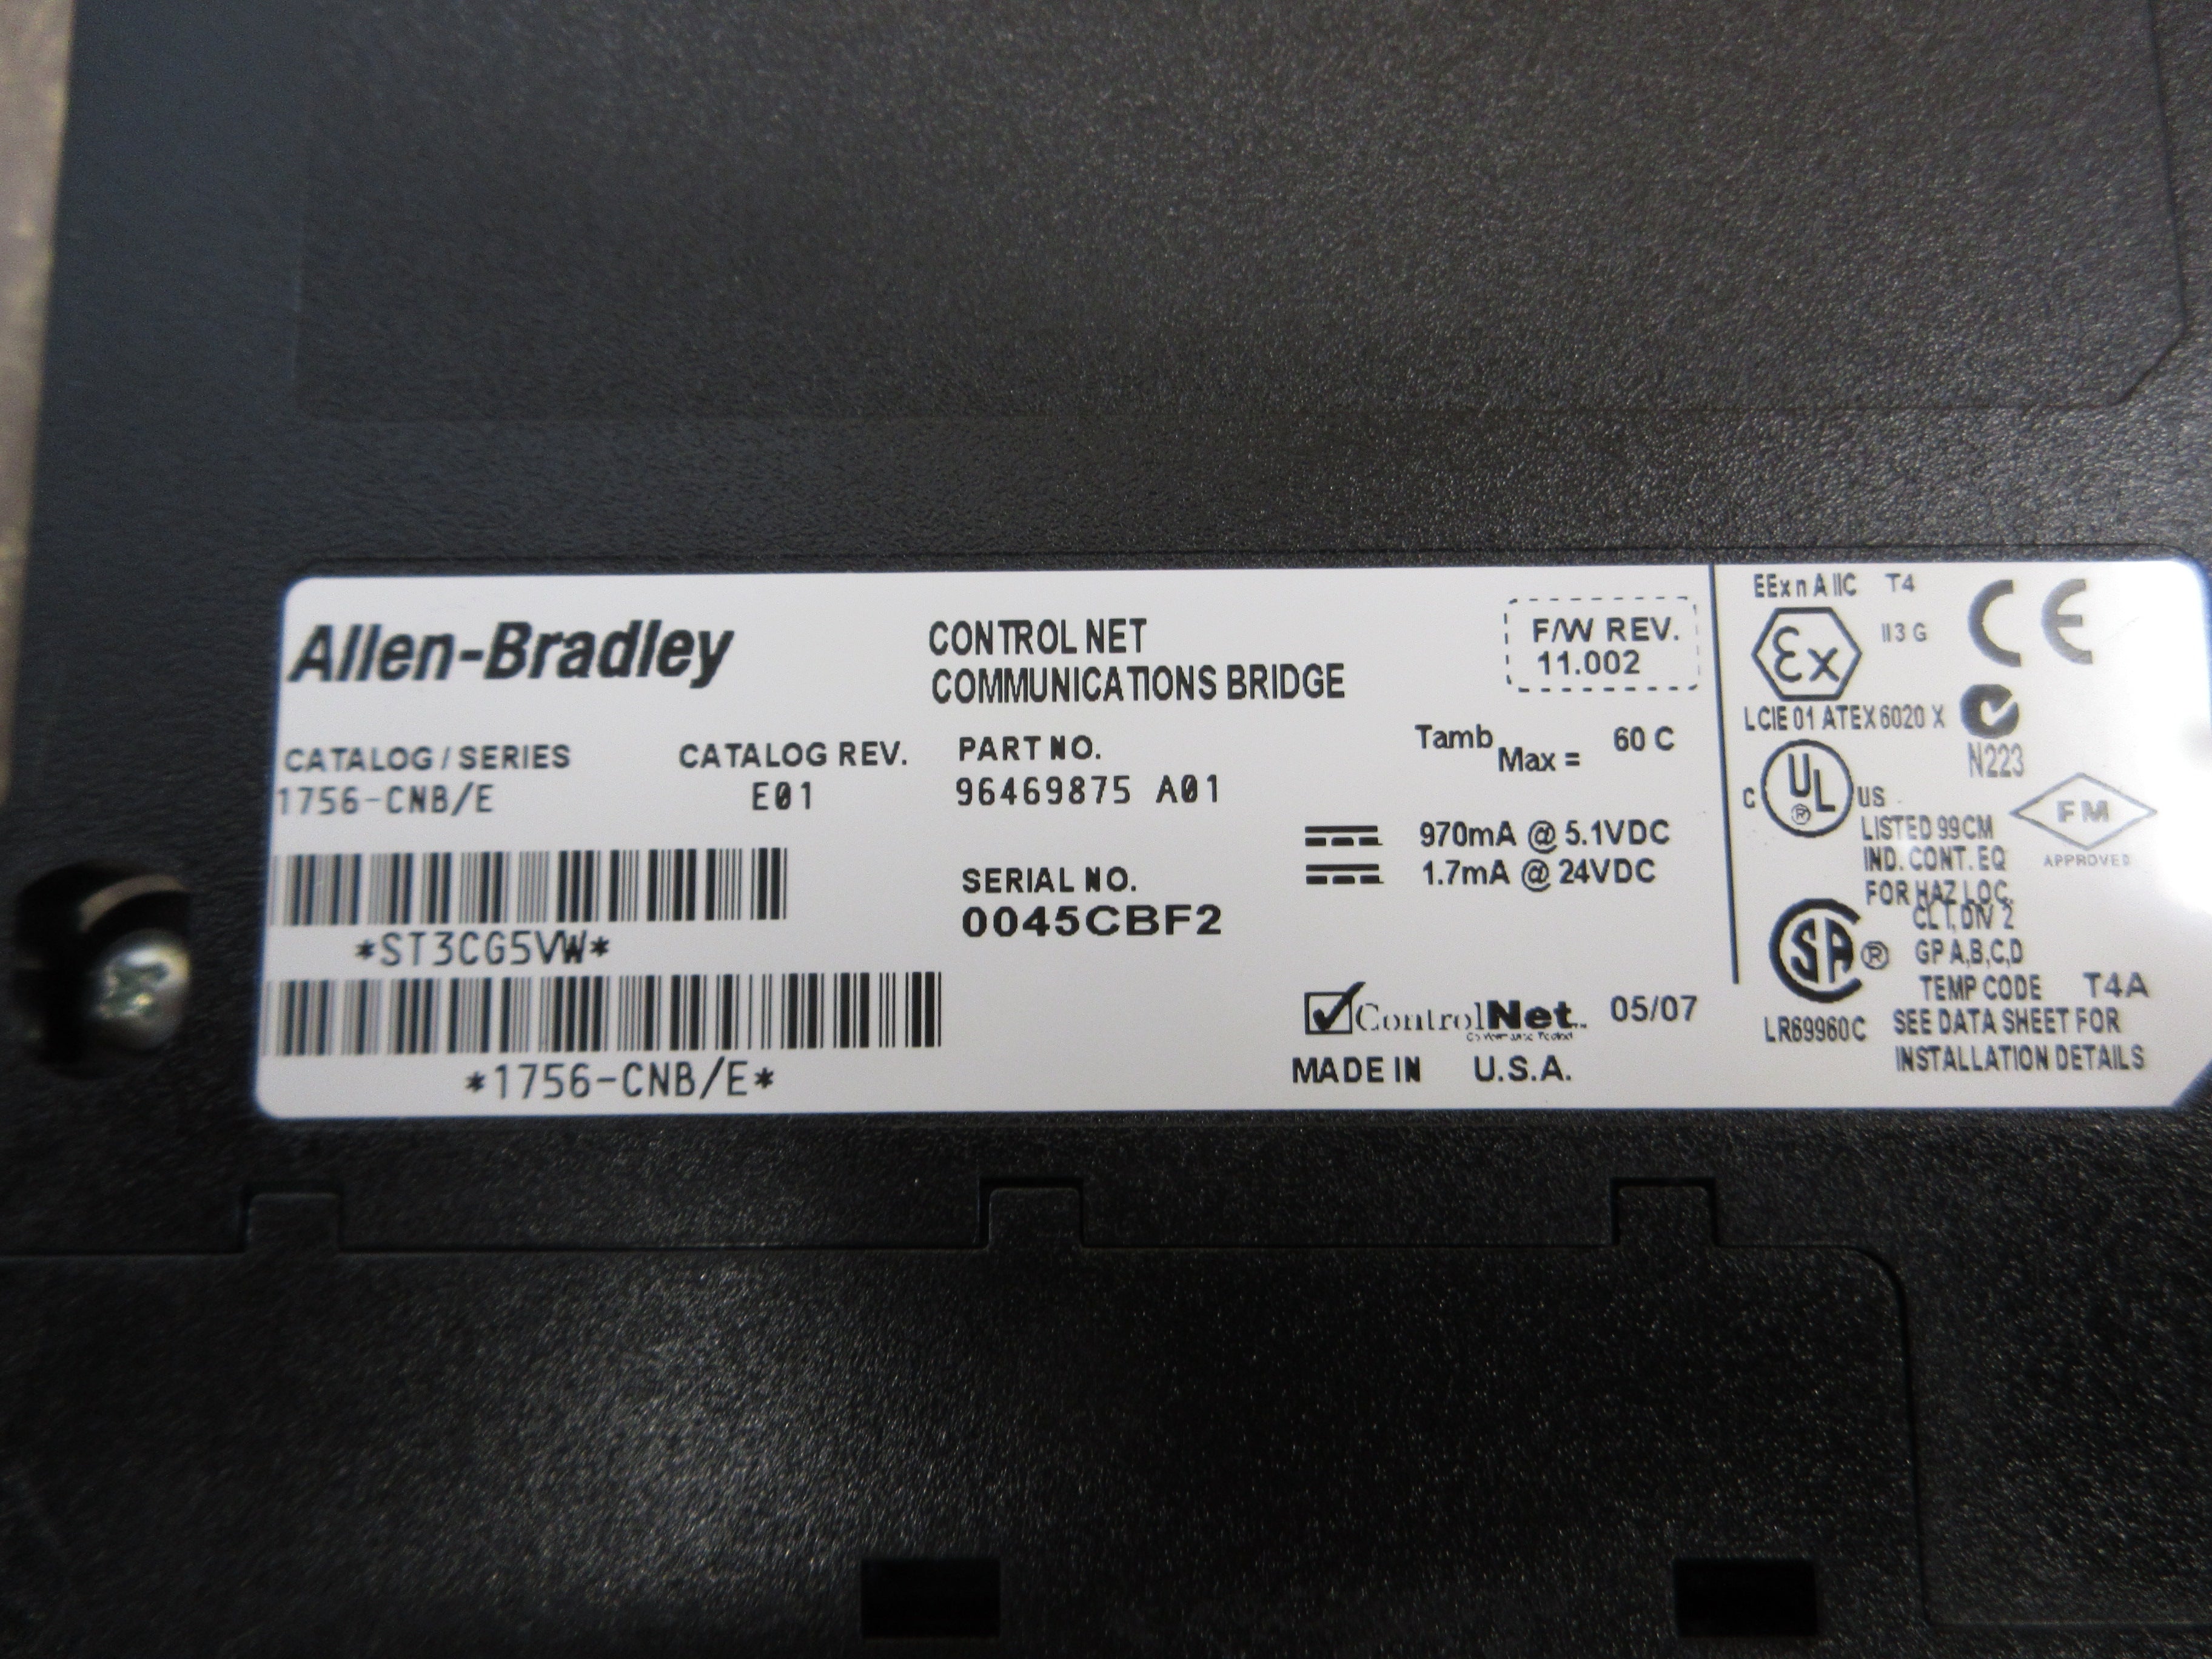 Allen-Bradley
CONTROL NET
COMMUNICATIONS BRIDGE
F/W REV.
11.002
CATALOG / SERIES
1756-CNB/E
CATALOG REV.
E01
PART NO.
96469875 A01
Tamb Max = 60 C
970mA @ 5.1VDC
1.7mA @ 24VDC
SERIAL NO.
0045CBF2
*ST3CG5VW*
*1756-CNB/E*
ControlNet 05/07
MADE IN U.S.A.
EEx n A IIC T4
Ex
II 3 G
CE
LCIE 01 ATEX 6020 X
N223
C UL ® US
LISTED 99CM
IND. CONT. EQ
FOR HAZ LOC.
CL I, DIV 2
GP A,B,C,D
TEMP CODE T4A
FM
APPROVED
SA ®
LR69960C
SEE DATA SHEET FOR
INSTALLATION DETAILS